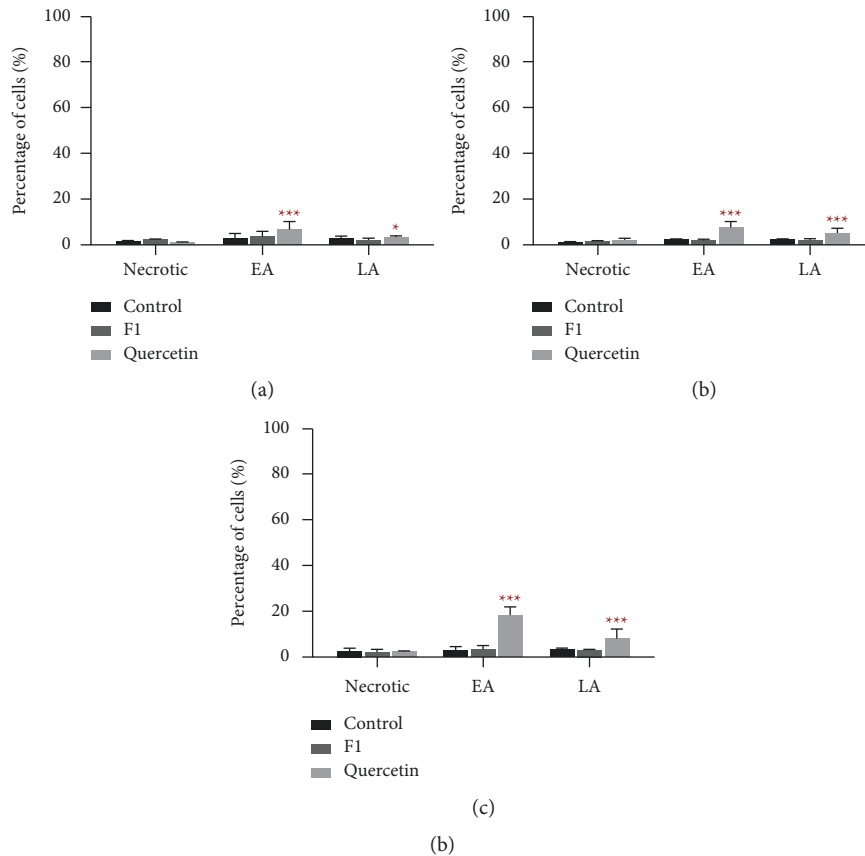 100
80
60
40
20
0
Percentage of cells (%)
***
*
Necrotic EA LA
Control
F1
Quercetin
(a)
100
80
60
40
20
0
Percentage of cells (%)
***
***
Necrotic EA LA
Control
F1
Quercetin
(b)
100
80
60
40
20
0
Percentage of cells (%)
***
***
Necrotic EA LA
Control
F1
Quercetin
(c)
(b)